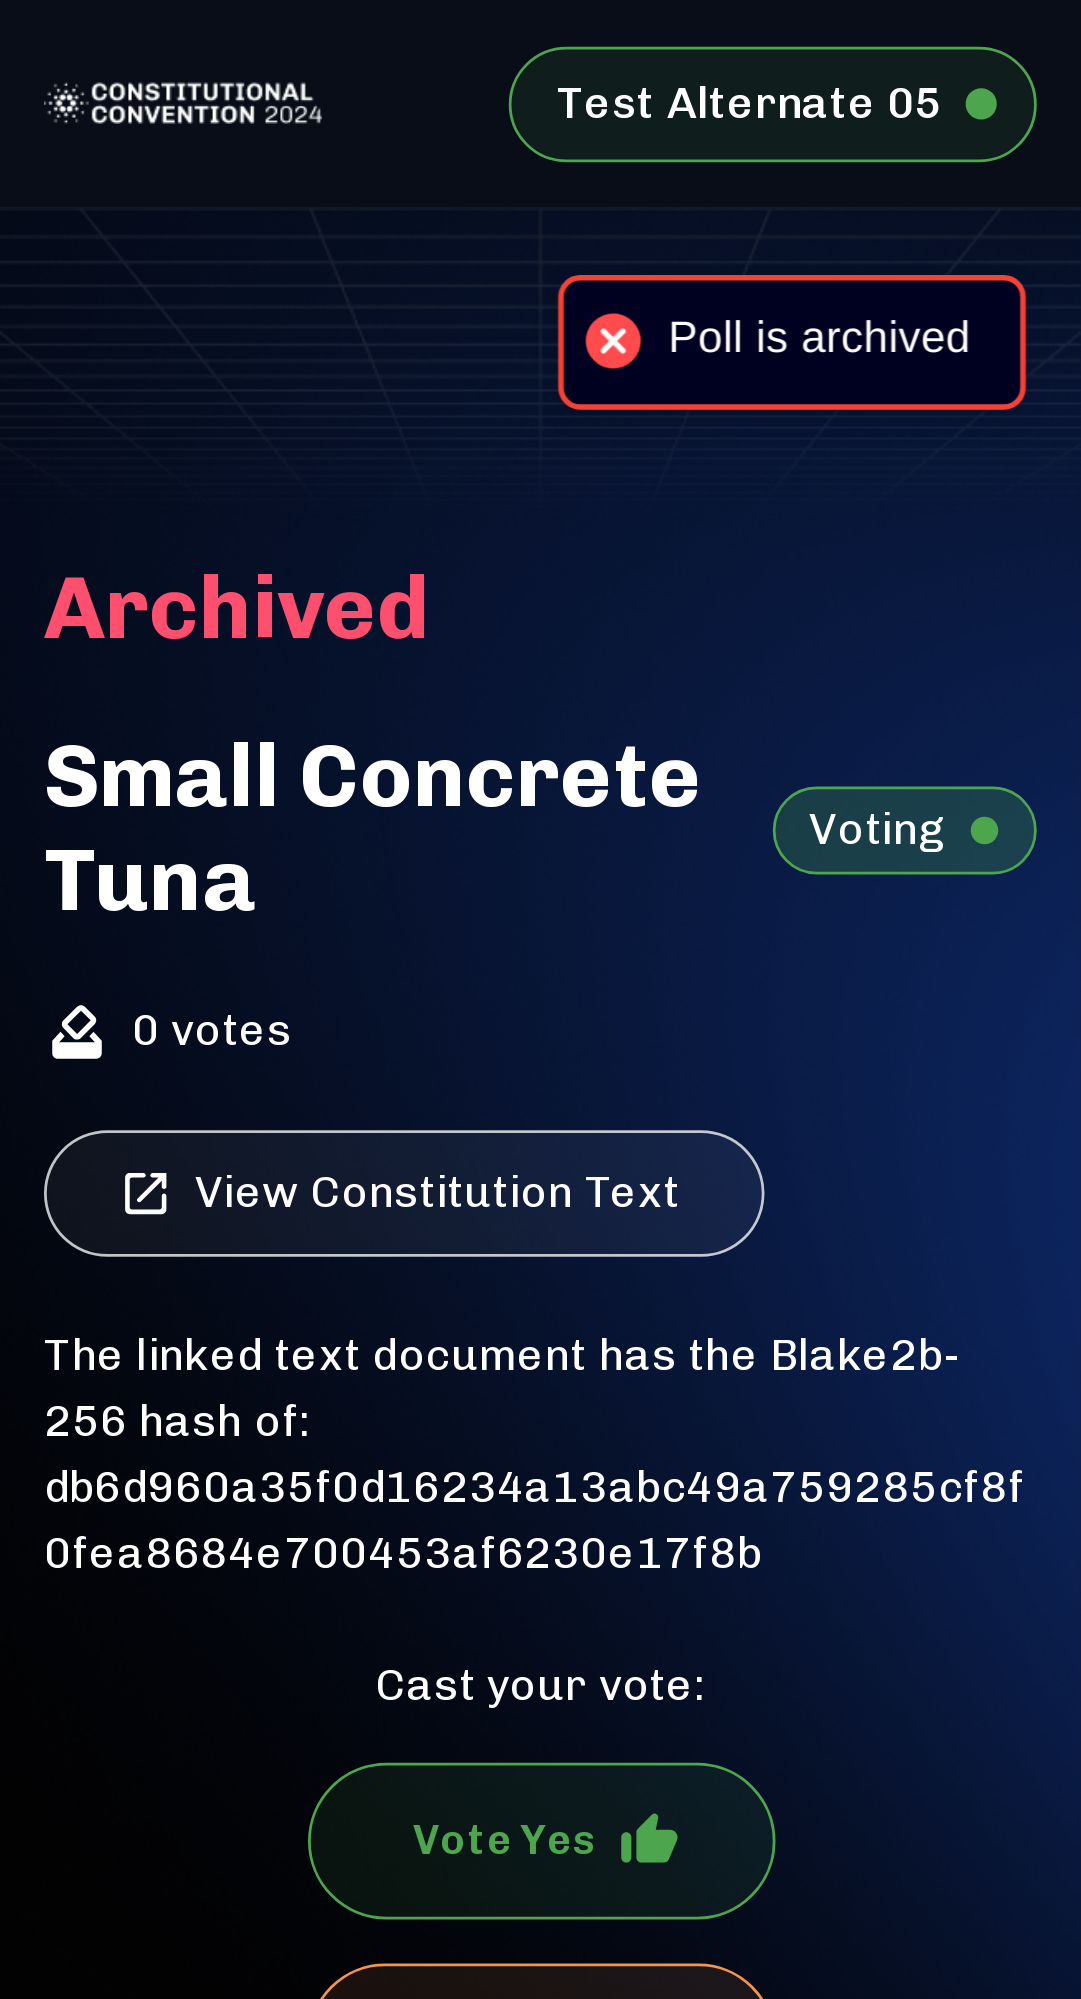 CONSTITUTIONAL
CONVENTION 2024
Test Alternate 05
Poll is archived
Archived
Small Concrete
Tuna
Voting
0 votes
View Constitution Text
The linked text document has the Blake2b-
256 hash of:
db6d960a35f0d16234a13abc49a759285cf8f
0fea8684e700453af6230e17f8b
Cast your vote:
Vote Yes